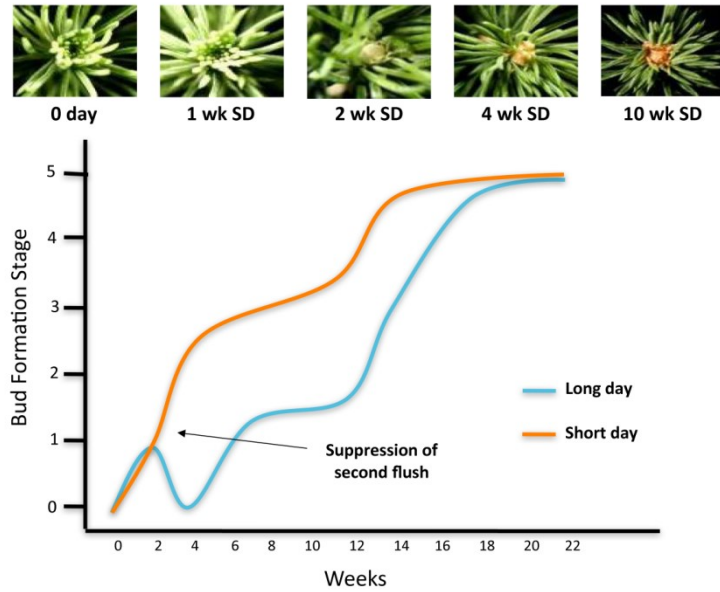 0 day 1 wk SD 2 wk SD 4 wk SD 10 wk SD
5
4
3
2
1
0
Bud Formation Stage
Long day
Short day
Suppression of
second flush
0 2 4 6 8 10 12 14 16 18 20 22
Weeks